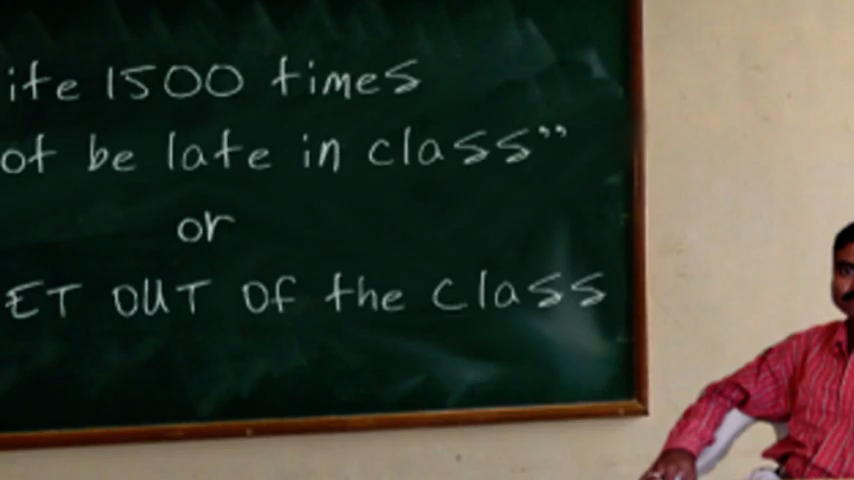 ite 1500 times
ot be late in class”
or
ET OUT OF the class